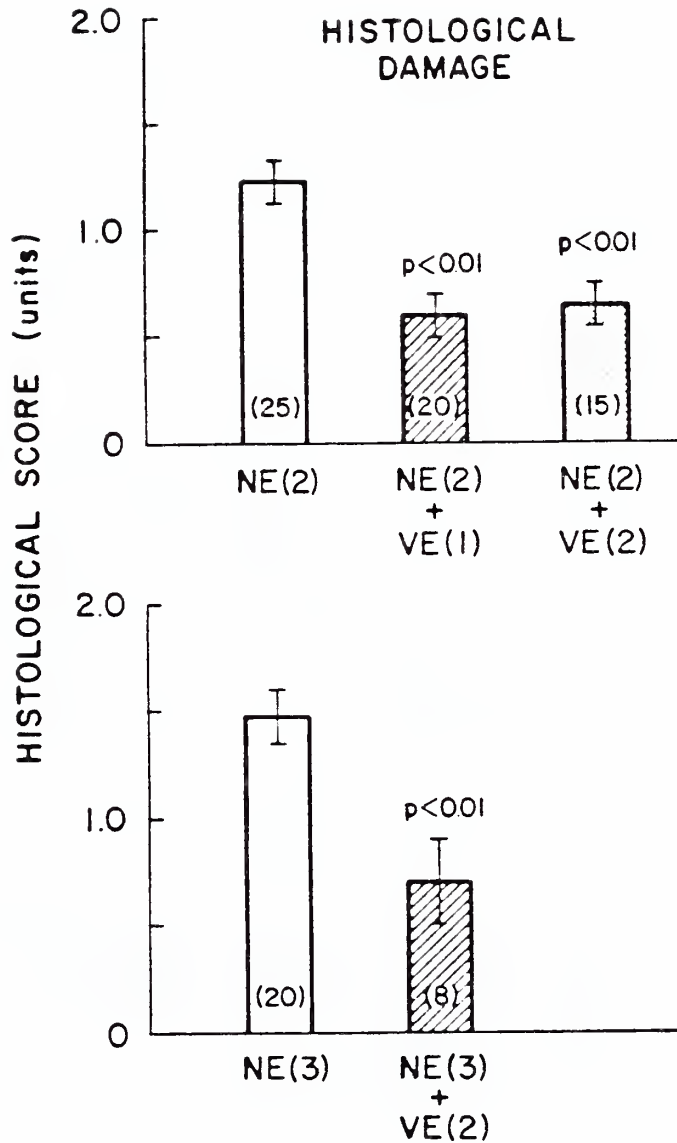 HISTOLOGICAL
DAMAGE
HISTOLOGICAL SCORE (units)
2.0
1.0
0
p<0.01
p<0.01
(25)
(20)
(15)
NE(2)
NE(2)
+
VE(1)
NE(2)
+
VE(2)
2.0
1.0
0
p<0.01
(20)
(8)
NE(3)
NE(3)
+
VE(2)